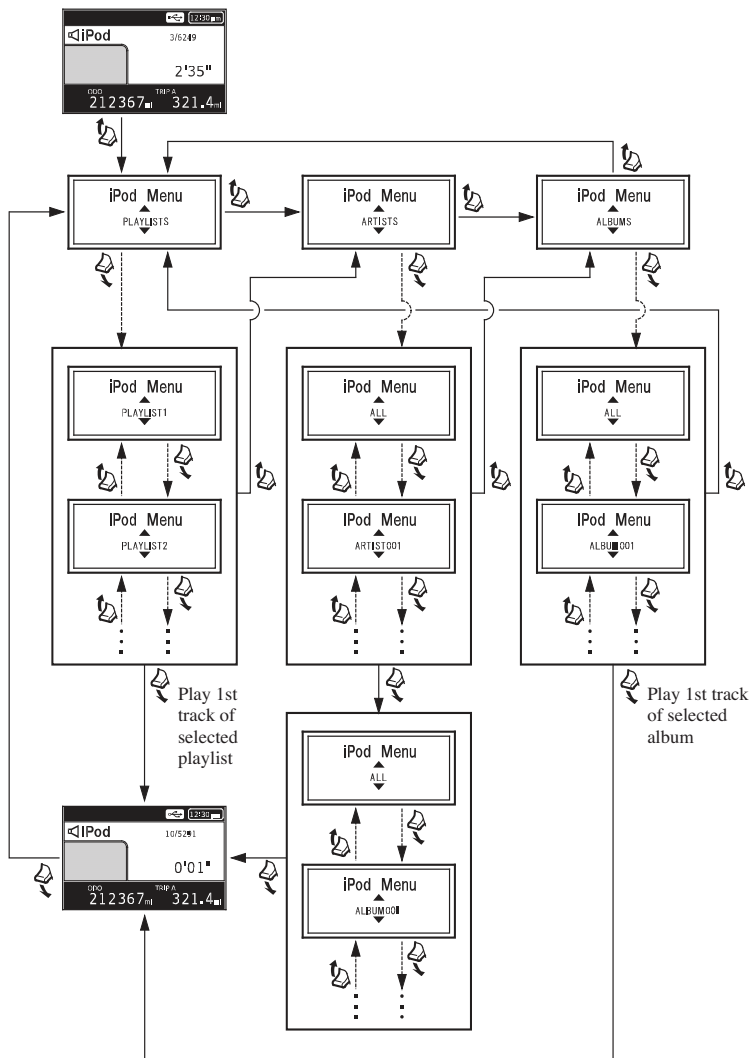 12:30
iPod
3/6249
2'35"
ODO
TRIP A
212367 321.4
iPod Menu
PLAYLISTS
iPod Menu
ARTISTS
iPod Menu
ALBUMS
iPod Menu
PLAYLIST1
iPod Menu
ALL
iPod Menu
ALL
iPod Menu
PLAYLIST2
iPod Menu
ARTIST001
iPod Menu
Play 1st
track of
selected
playlist
Play 1st track
of selected
album
iPod Menu
ALL
12:30
iPod
0'01"
ODO
TRIP A
212367 321.4
iPod Menu